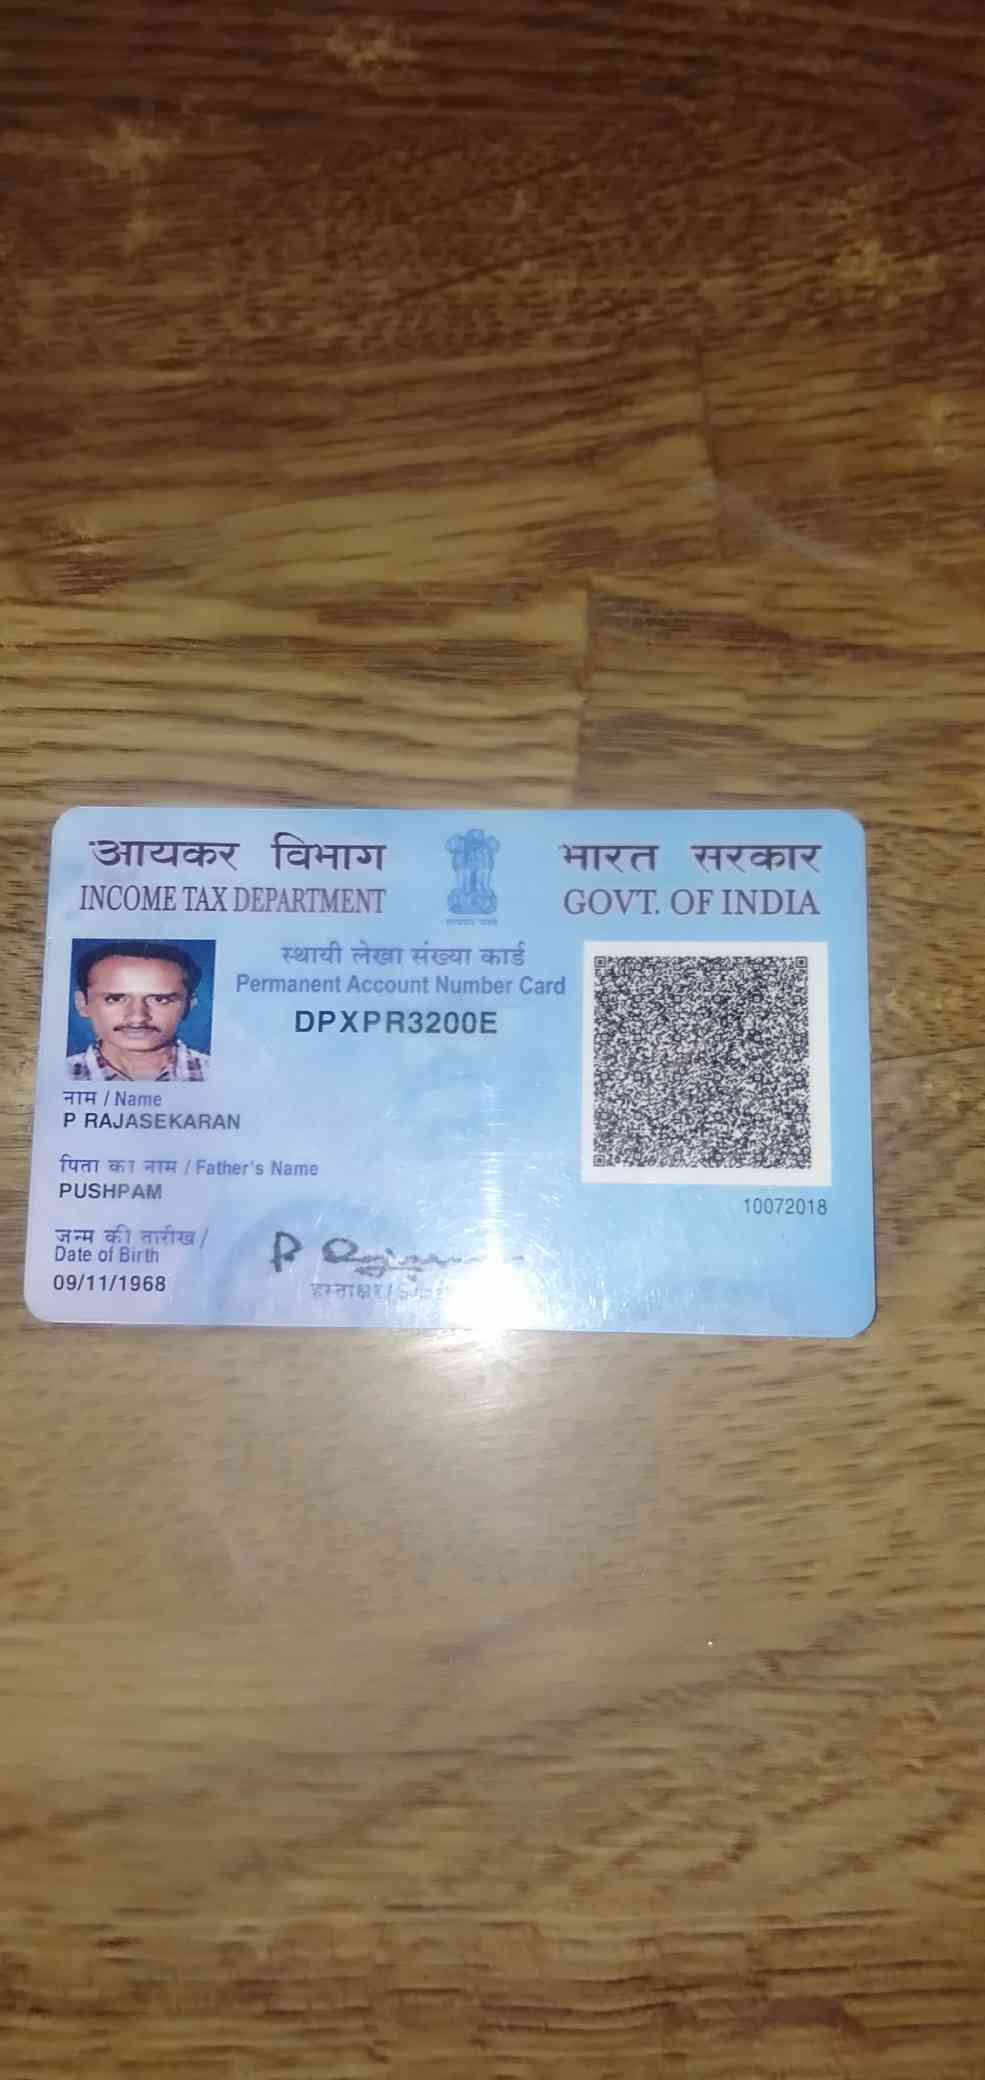 आयकर विभाग
INCOME TAX DEPARTMENT
भारत सरकार
GOVT. OF INDIA
स्थायी लेखा संख्या कार्ड
Permanent Account Number Card
DPXPR3200E
नाम / Name
P RAJASEKARAN
पिता का नाम / Father's Name
PUSHPAM
जन्म की तारीख /
Date of Birth
09/11/1968
हस्ताक्षर /
10072018